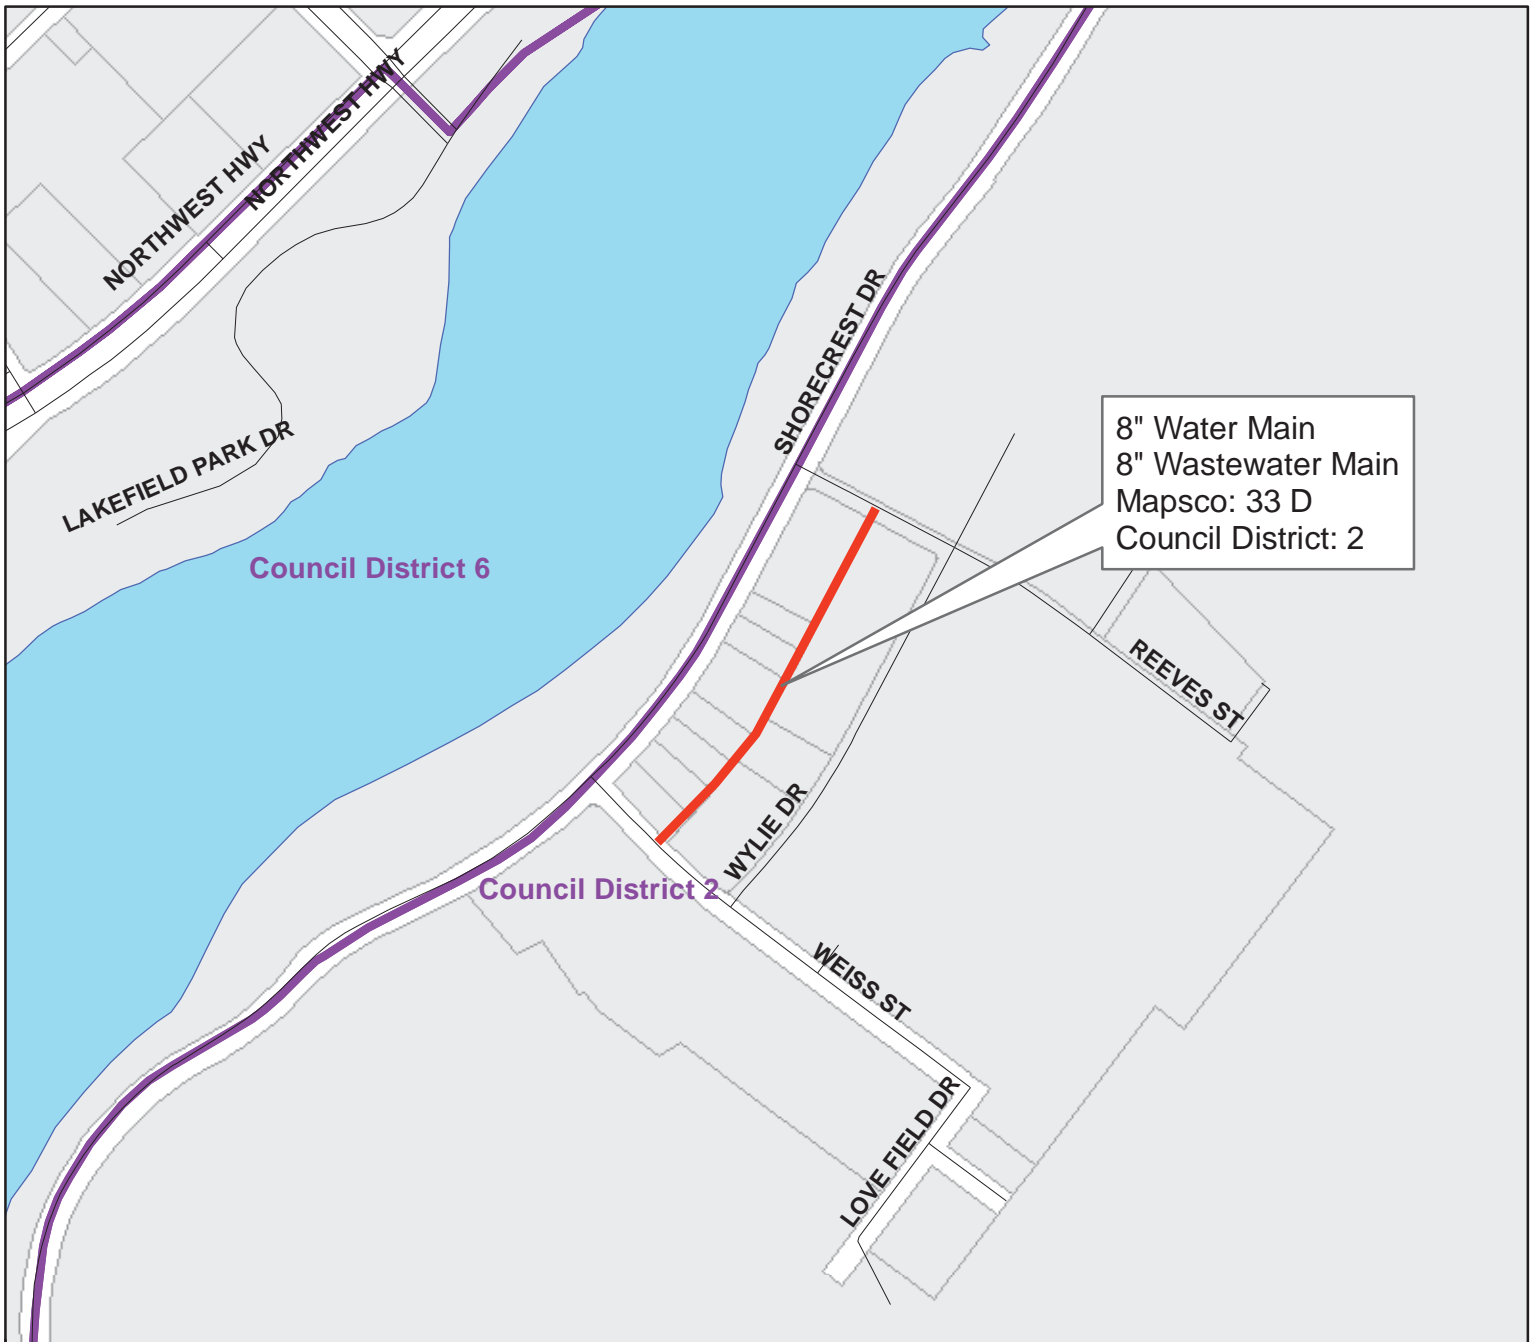 NORTHWEST HWY
NORTHWEST HWY
SHORECREST DR
LAKEFIELD PARK DR
8" Water Main
8" Wastewater Main
Mapsco: 33 D
Council District: 2
Council District 6
REEVES ST
WYLIE DR
Council District 2
WEISS ST
LOVE FIELD DR